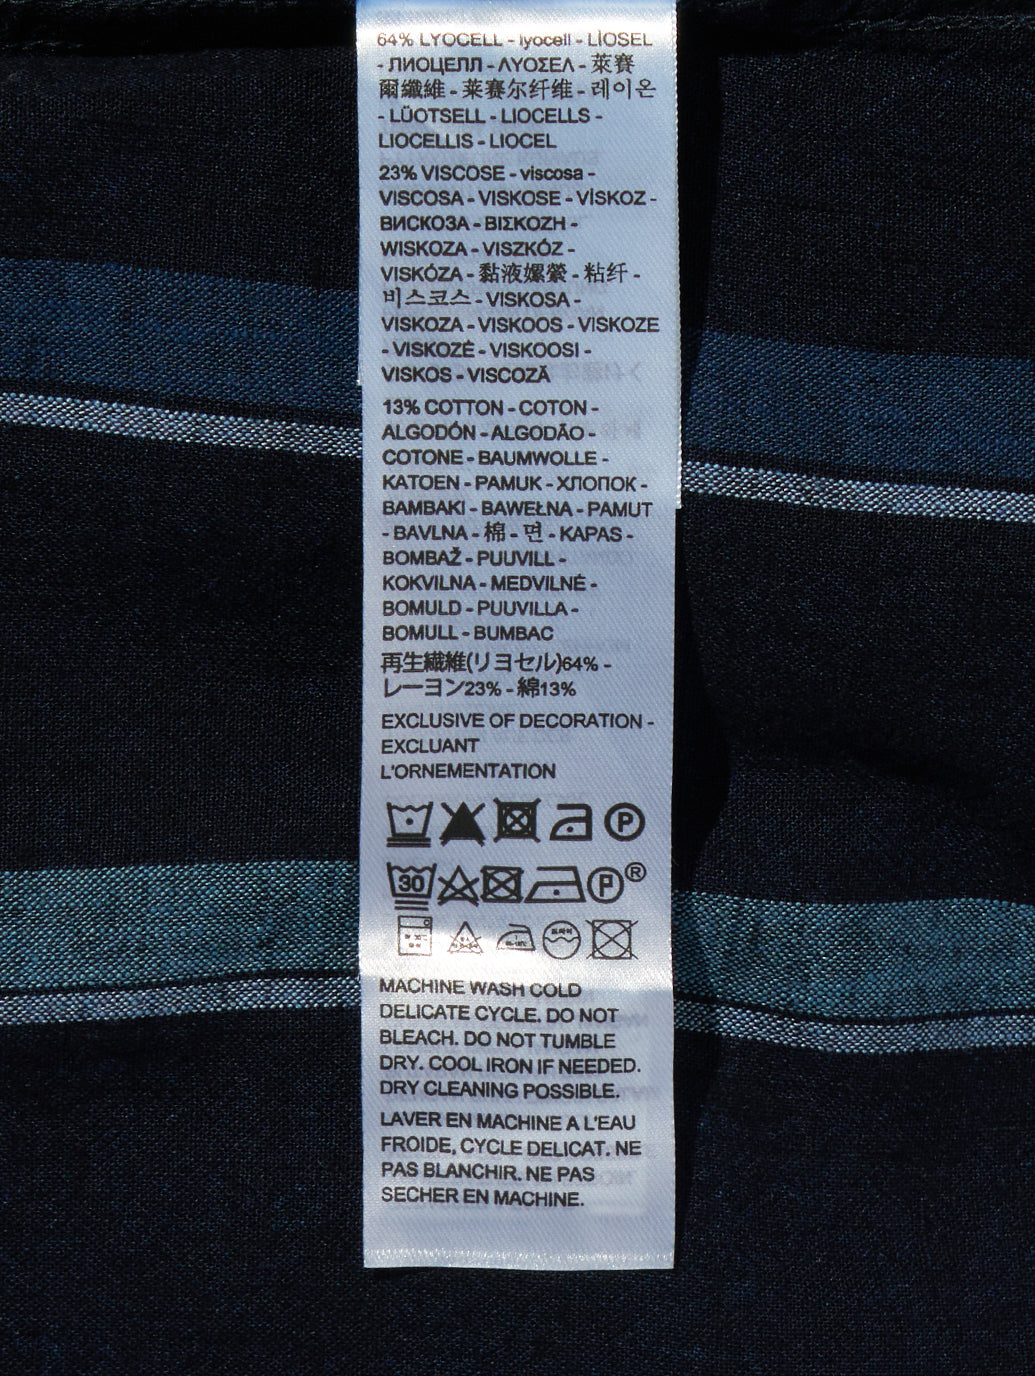 64% LYOCELL - lyocell - LİOSEL
- ЛИОЦЕЛЛ - ΛΥΟΣΕΛ - 萊賽
爾纖維 - 莱赛尔纤维 - 레이온
- LÜOTSELL - LIOCELLS -
LIOCELLIS - LIOCEL
23% VISCOSE - viscosa -
VISCOSA - VISKOSE - VİSKOZ -
ВИСКОЗА - ΒΙΣΚΟΖΗ -
WISKOZA - VISZKÓZ -
VISKÓZA - 黏液嫘縈 - 粘纤 -
비스코스 - VISKOSA -
VISKOZA - VISKOOS - VISKOZE
- VISKOZĖ - VISKOOSI -
VISKOS - VISCOZĂ
13% COTTON - COTON -
ALGODÓN - ALGODÃO -
COTONE - BAUMWOLLE -
KATOEN - PAMUK - ХЛОПОК -
BAMBAKI - BAWEŁNA - PAMUT
- BAVLNA - 棉 - 면 - KAPAS -
BOMBAŽ - PUUVILL -
KOKVILNA - MEDVILNĖ -
BOMULD - PUUVILLA -
BOMULL - BUMBAC
再生繊維(リヨセル)64% -
レーヨン23% - 綿13%
EXCLUSIVE OF DECORATION -
EXCLUANT
L'ORNEMENTATION
P
30 P ®
MACHINE WASH COLD
DELICATE CYCLE. DO NOT
BLEACH. DO NOT TUMBLE
DRY. COOL IRON IF NEEDED.
DRY CLEANING POSSIBLE.
LAVER EN MACHINE A L'EAU
FROIDE, CYCLE DELICAT. NE
PAS BLANCHIR. NE PAS
SECHER EN MACHINE.